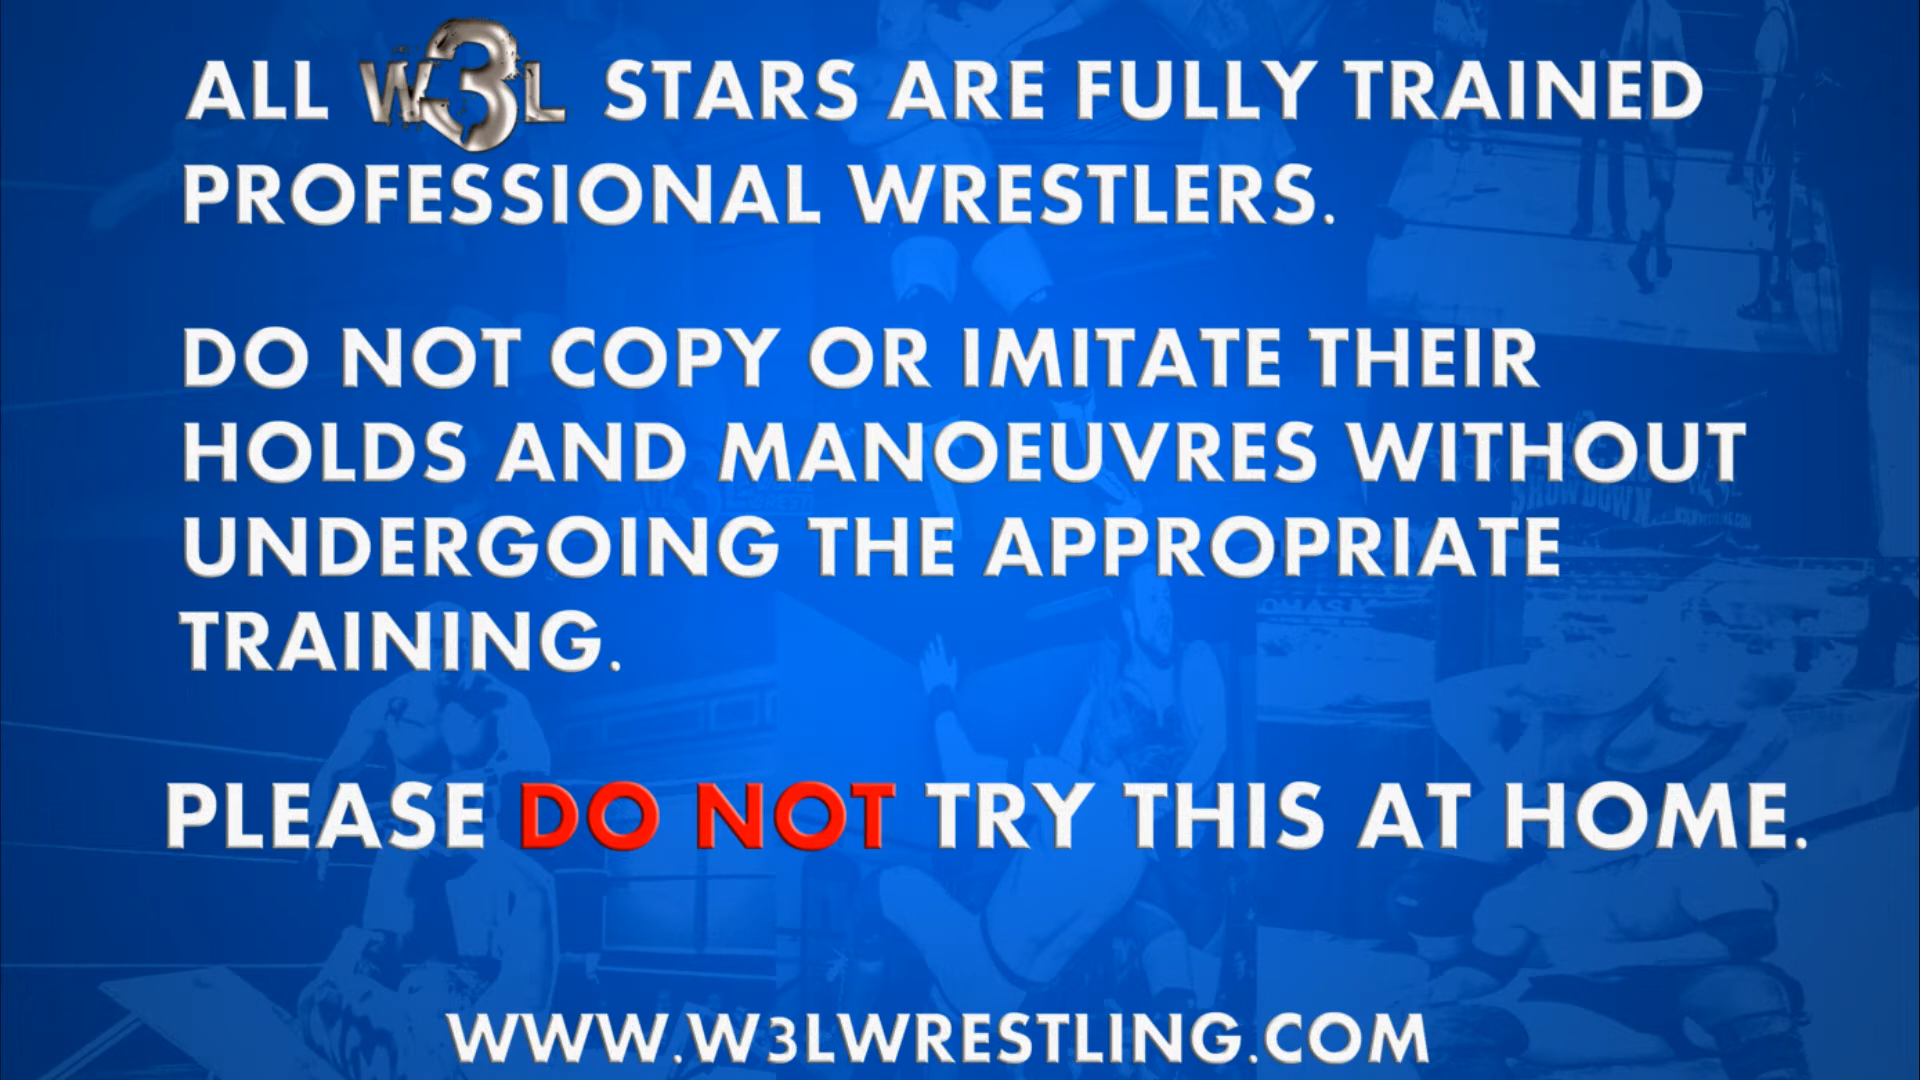 ALL W3L STARS ARE FULLY TRAINED
PROFESSIONAL WRESTLERS.
DO NOT COPY OR IMITATE THEIR
HOLDS AND MANOEUVRES WITHOUT
SHOWDOWN
UNDERGOING THE APPROPRIATE
TRAINING.
PLEASE DO NOT TRY THIS AT HOME.
WWW.W3LWRESTLING.COM